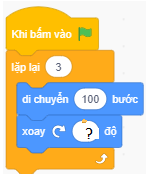 Khi bấm vào
lặp lại 3
di chuyển 100 bước
xoay ? độ